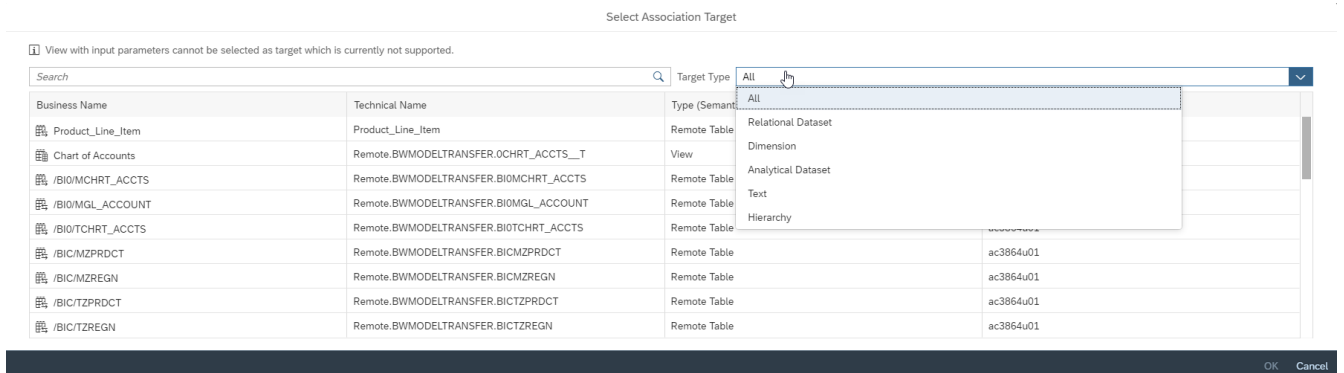 Select Association Target
View with input parameters cannot be selected as target which is currently not supported.
Search
Target Type All
Business Name Technical Name Type (Semant
All
Relational Dataset
Dimension
Analytical Dataset
Text
Hierarchy
Product_Line_Item Product_Line_Item Remote Table
Chart of Accounts Remote.BWMODELTRANSFER.0CHRT_ACCTS__T View
/BI0/MCHRT_ACCTS Remote.BWMODELTRANSFER.BI0MCHRT_ACCTS Remote Table
/BI0/MGL_ACCOUNT Remote.BWMODELTRANSFER.BI0MGL_ACCOUNT Remote Table
/BI0/TCHRT_ACCTS Remote.BWMODELTRANSFER.BI0TCHRT_ACCTS Remote Table
/BIC/MZPRDCT Remote.BWMODELTRANSFER.BICMZPRDCT Remote Table ac3864u01
/BIC/MZREGN Remote.BWMODELTRANSFER.BICMZREGN Remote Table ac3864u01
/BIC/TZPRDCT Remote.BWMODELTRANSFER.BICTZPRDCT Remote Table ac3864u01
/BIC/TZREGN Remote.BWMODELTRANSFER.BICTZREGN Remote Table ac3864u01
OK Cancel